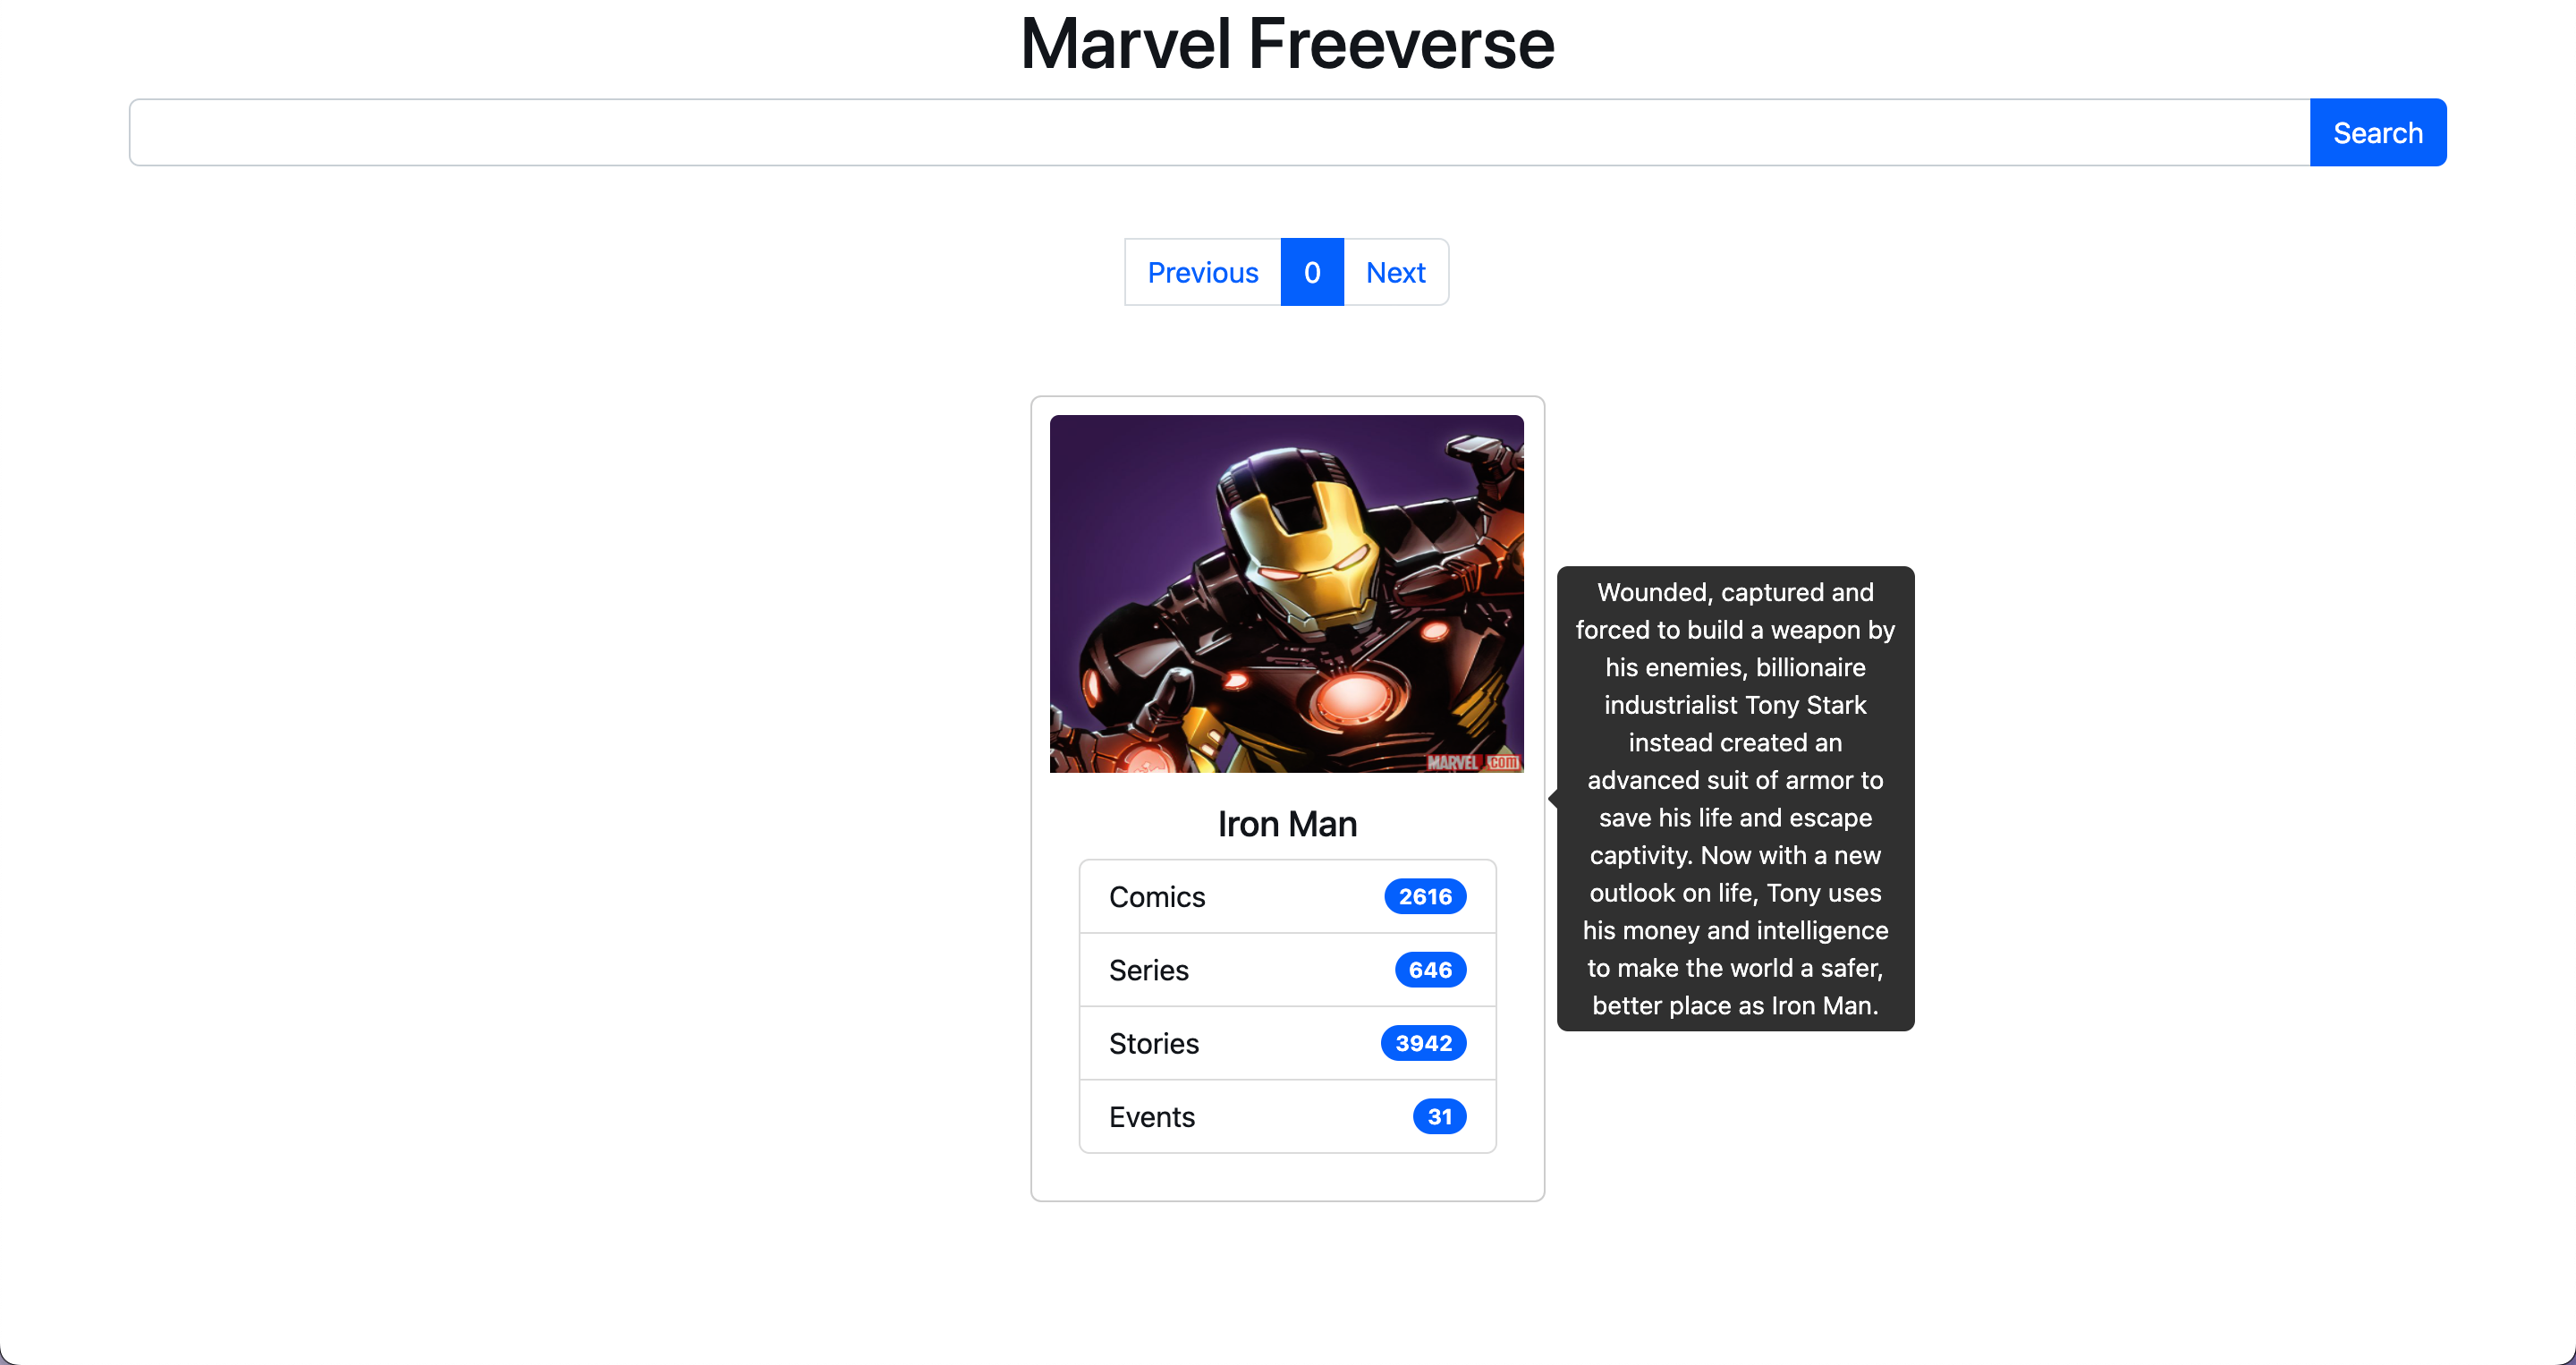 Marvel Freeverse
Search
Previous 0 Next
MARVEL.COM
Iron Man
Comics 2616
Series 646
Stories 3942
Events 31
Wounded, captured and
forced to build a weapon by
his enemies, billionaire
industrialist Tony Stark
instead created an
advanced suit of armor to
save his life and escape
captivity. Now with a new
outlook on life, Tony uses
his money and intelligence
to make the world a safer,
better place as Iron Man.